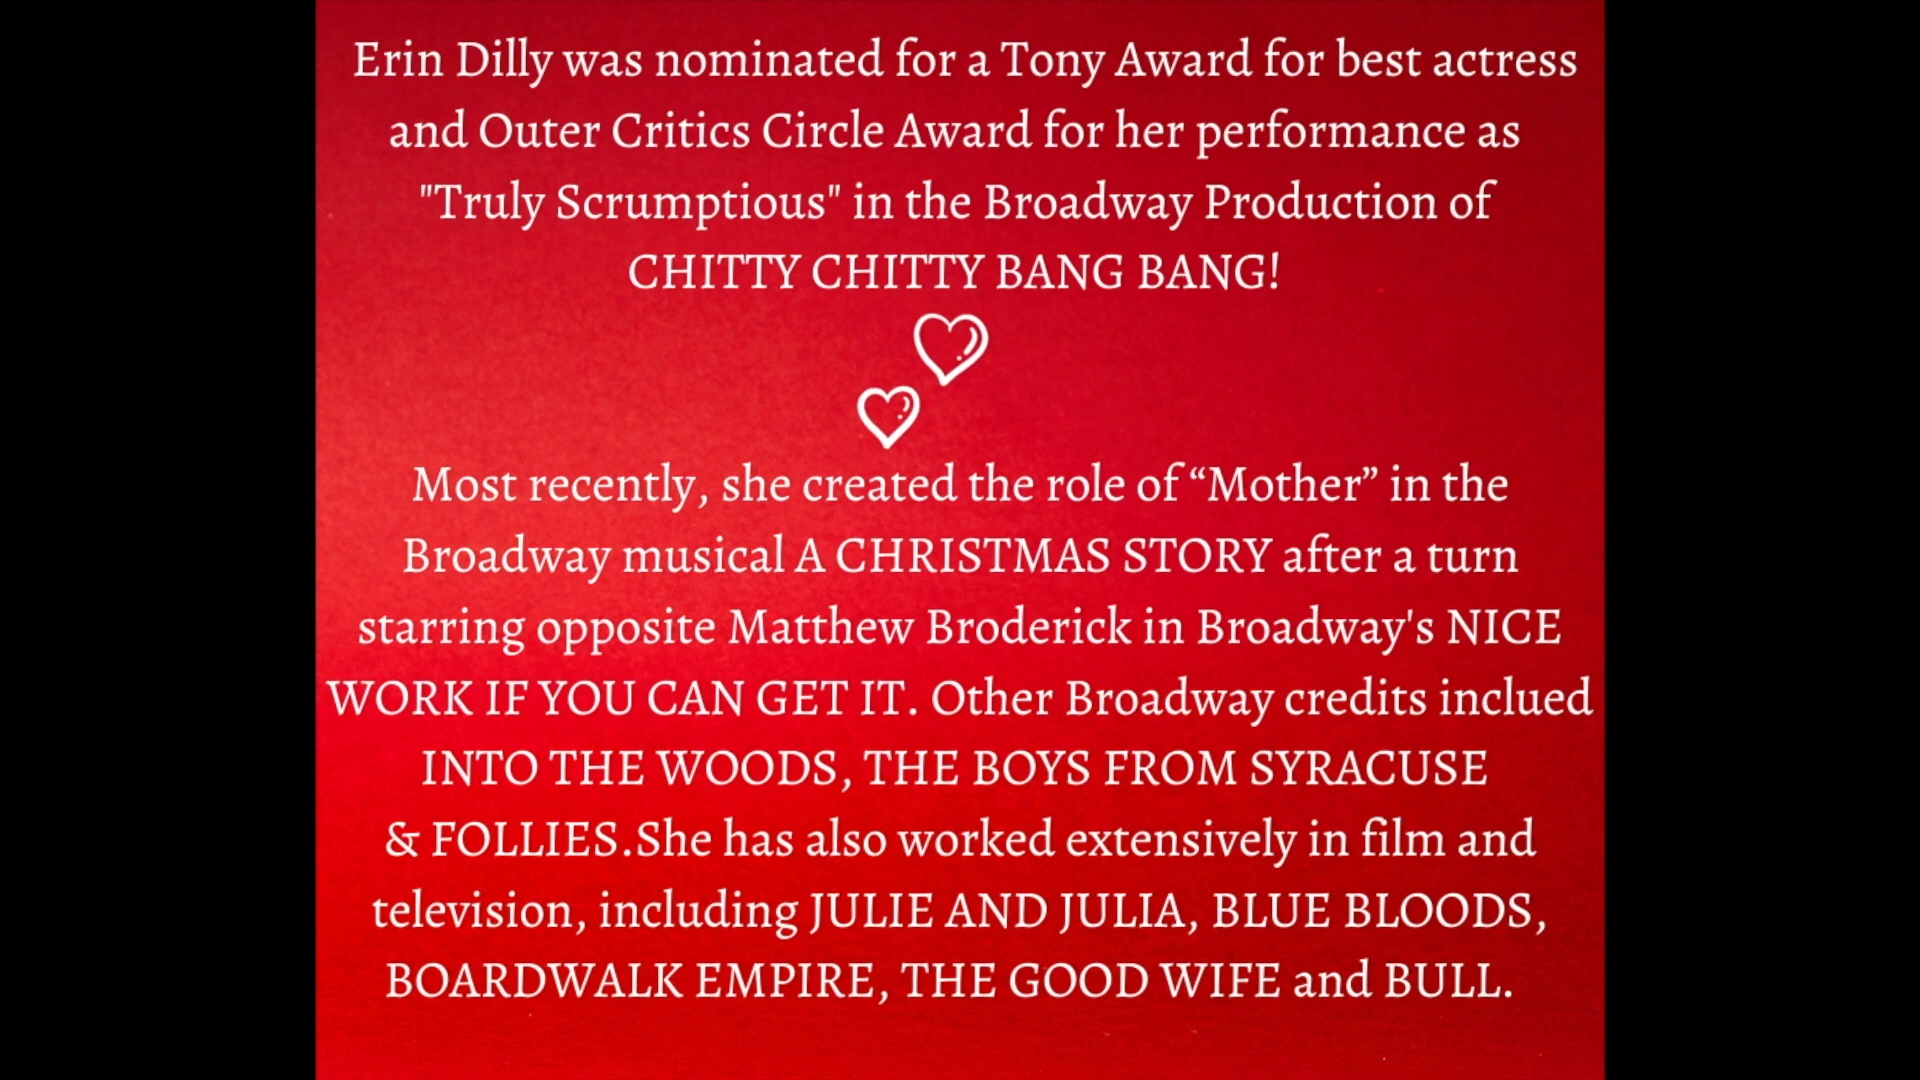 Erin Dilly was nominated for a Tony Award for best actress
and Outer Critics Circle Award for her performance as
"Truly Scrumptious" in the Broadway Production of
CHITTY CHITTY BANG BANG!
Most recently, she created the role of “Mother” in the
Broadway musical A CHRISTMAS STORY after a turn
starring opposite Matthew Broderick in Broadway's NICE
WORK IF YOU CAN GET IT. Other Broadway credits inclued
INTO THE WOODS, THE BOYS FROM SYRACUSE
& FOLLIES.She has also worked extensively in film and
television, including JULIE AND JULIA, BLUE BLOODS,
BOARDWALK EMPIRE, THE GOOD WIFE and BULL.